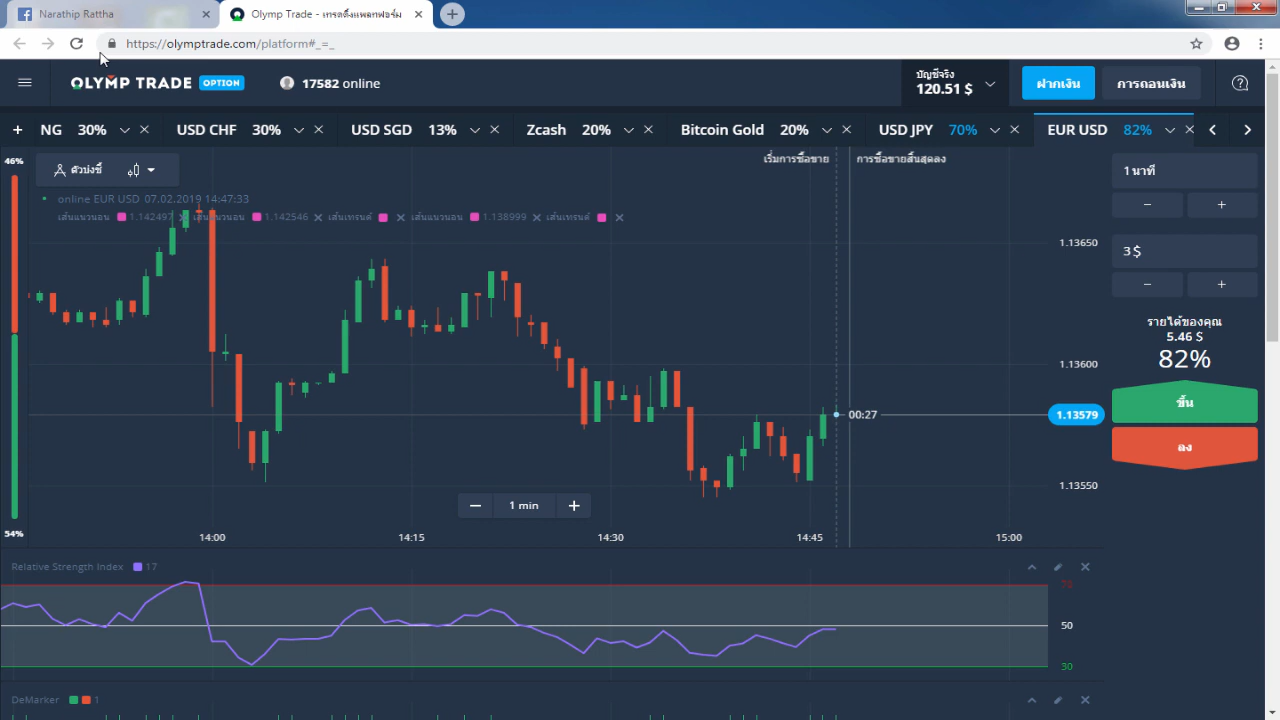 Narathip Rattha
Olymp Trade - เทรดดิ้งแพลทฟอร์ม
https://olymptrade.com/platform#_=_
OLYMP TRADE OPTION
17582 online
บัญชีจริง
120.51 $
ฝากเงิน
การถอนเงิน
NG 30%
USD CHF 30%
USD SGD 13%
Zcash 20%
Bitcoin Gold 20%
USD JPY 70%
EUR USD 82%
46%
ตัวบ่งชี้
เริ่มการซื้อขาย
การซื้อขายสิ้นสุดลง
1 นาที
online EUR USD 07.02.2019 14:47:33
เส้นแนวนอน 1.142497
เส้นแนวนอน 1.142546
เส้นเทรนด์
เส้นแนวนอน 1.138999
เส้นเทรนด์
1.13650
3 $
รายได้ของคุณ
5.46 $
82%
1.13600
ขึ้น
00:27
1.13579
ลง
1.13550
1 min
54%
14:00
14:15
14:30
14:45
15:00
Relative Strength Index 17
50
30
DeMarker 1